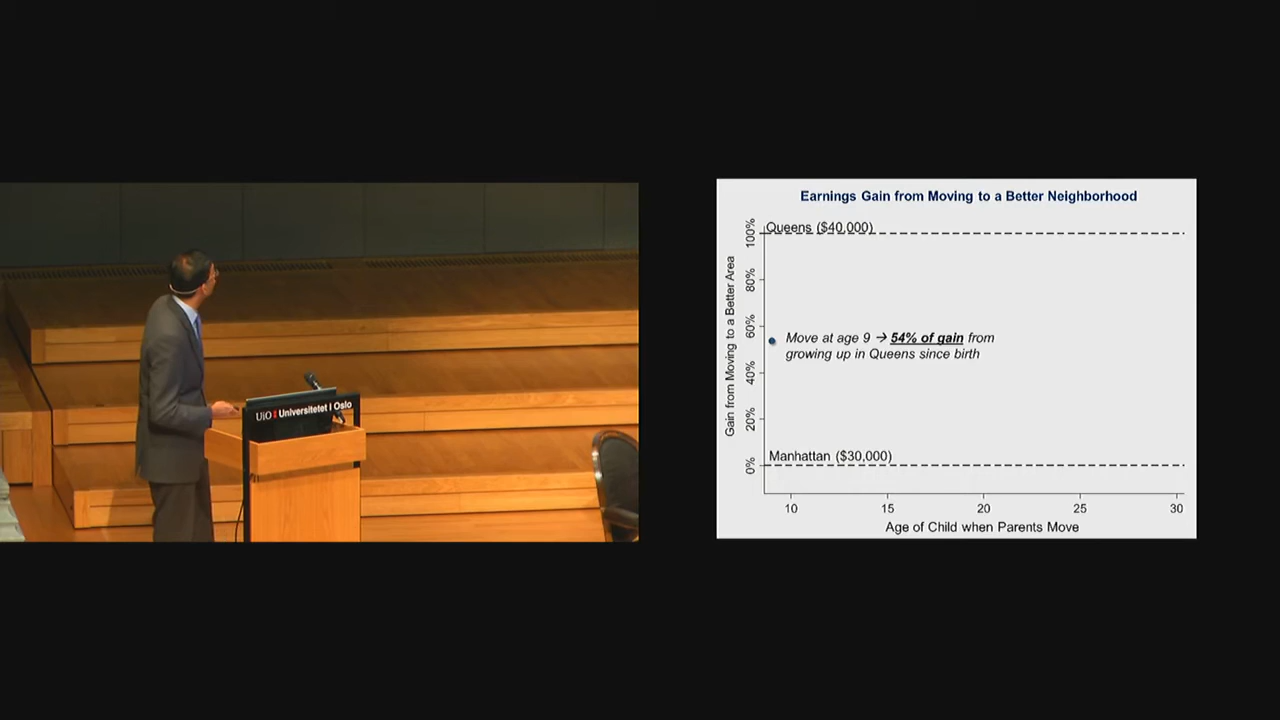 UiO Universitetet i Oslo
Earnings Gain from Moving to a Better Neighborhood
Gain from Moving to a Better Area
100%
80%
60%
40%
20%
0%
Queens ($40,000)
Move at age 9 → 54% of gain from
growing up in Queens since birth
Manhattan ($30,000)
10 15 20 25 30
Age of Child when Parents Move